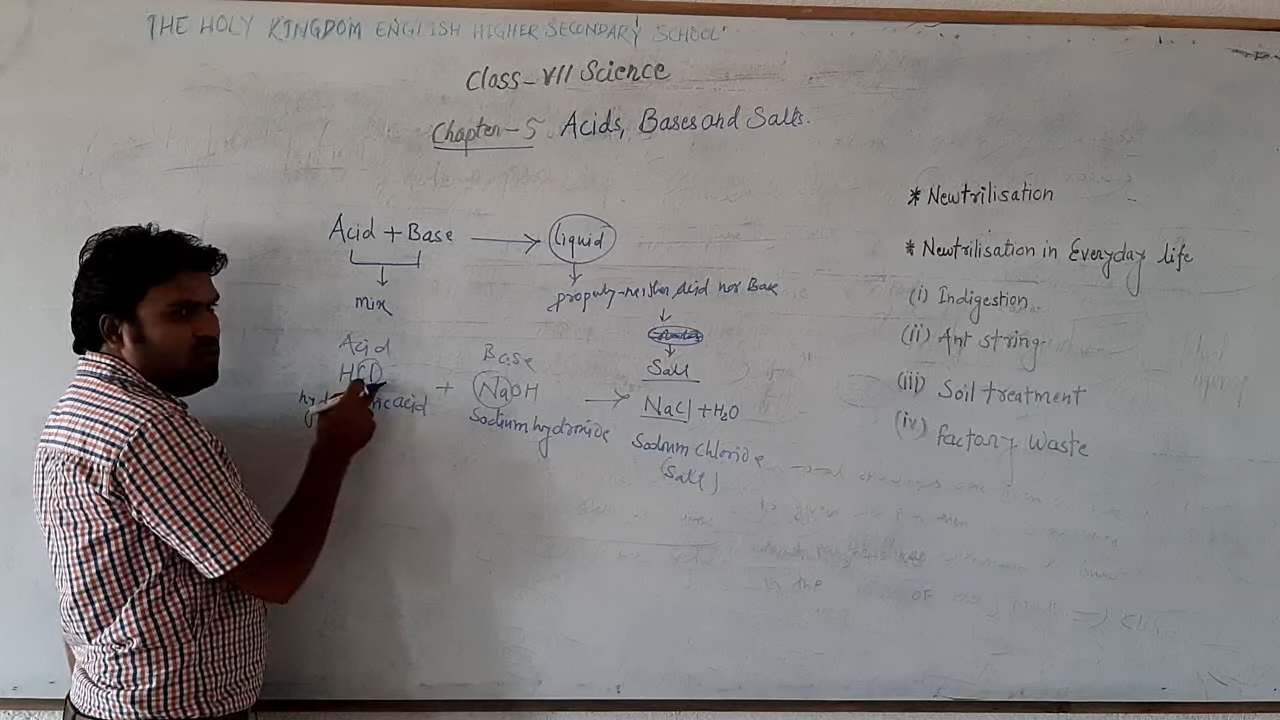 THE HOLY KINGDOM ENGLISH HIGHER SECONDARY SCHOOL
Class-VII Science
Chapter-5. Acids, Bases and Salts.
Acid + Base → Liquid
mix
property-neither Acid nor Base
Salt
Acid
HCl
acid
+
Base
NaOH
Sodium hydroxide
→
NaCl + H2O
Sodium Chloride
(Salt)
* Newtrilisation
* Newtrilisation in Everyday life
(i) Indigestion
(ii) Ant string
(iii) Soil treatment
(iv) factory waste